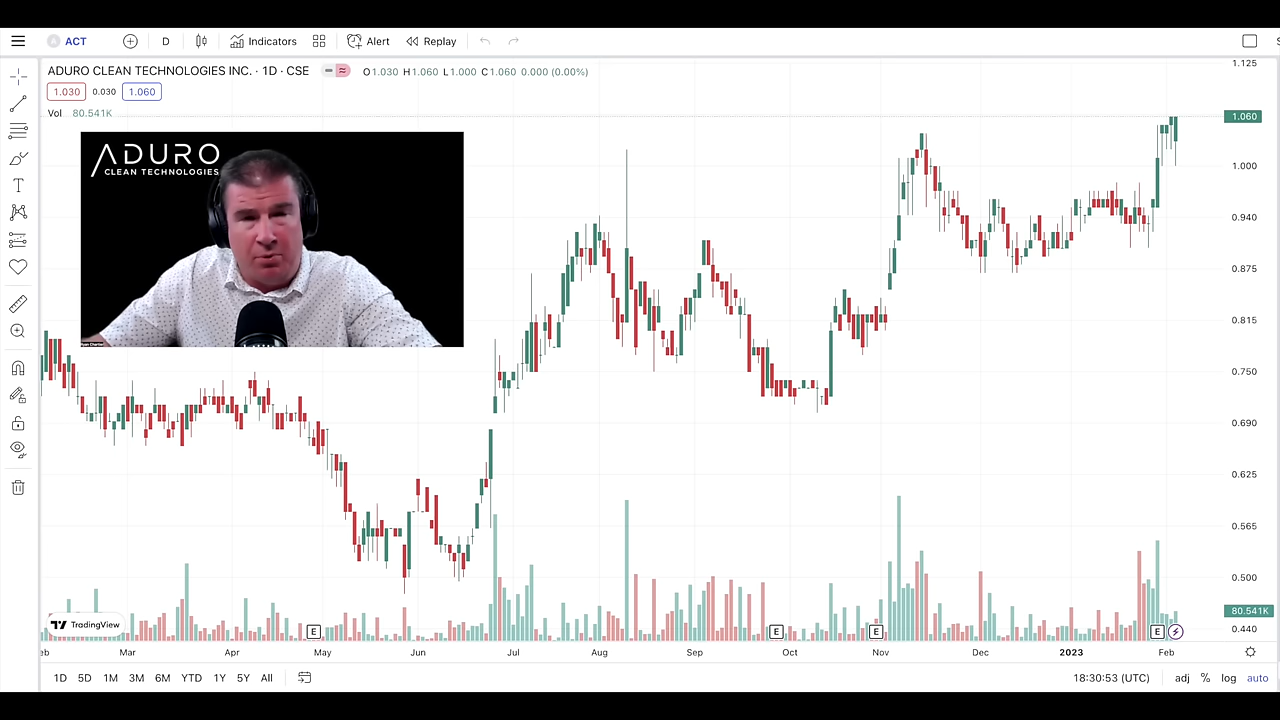 ACT D Indicators Alert Replay
ADURO CLEAN TECHNOLOGIES INC. · 1D · CSE O1.030 H1.060 L1.000 C1.060 0.000 (0.00%)
1.030 0.030 1.060
Vol 80.541K
ADURO
CLEAN TECHNOLOGIES
1.125
1.060
1.000
0.940
0.875
0.815
0.750
0.690
0.625
0.565
0.500
80.541K
0.440
TradingView
E E E E
Mar Apr May Jun Jul Aug Sep Oct Nov Dec 2023 Feb
1D 5D 1M 3M 6M YTD 1Y 5Y All 18:30:53 (UTC) adj % log auto